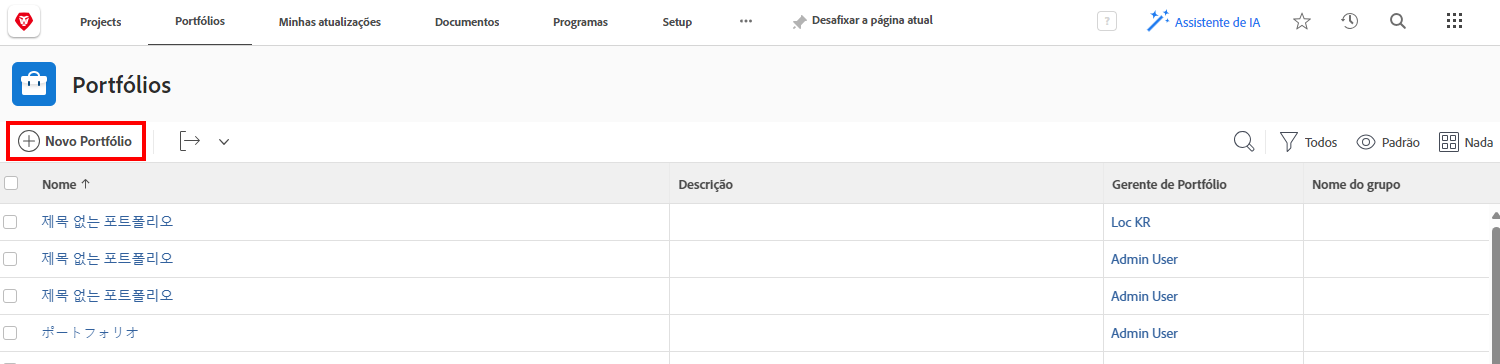 Projects Portfólios Minhas atualizações Documentos Programas Setup ••• Desafixar a página atual ? Assistente de IA
Portfólios
Novo Portfólio Todos Padrão Nada
Nome ↑ Descrição Gerente de Portfólio Nome do grupo
제목 없는 포트폴리오 Loc KR
제목 없는 포트폴리오 Admin User
제목 없는 포트폴리오 Admin User
ポートフォリオ Admin User